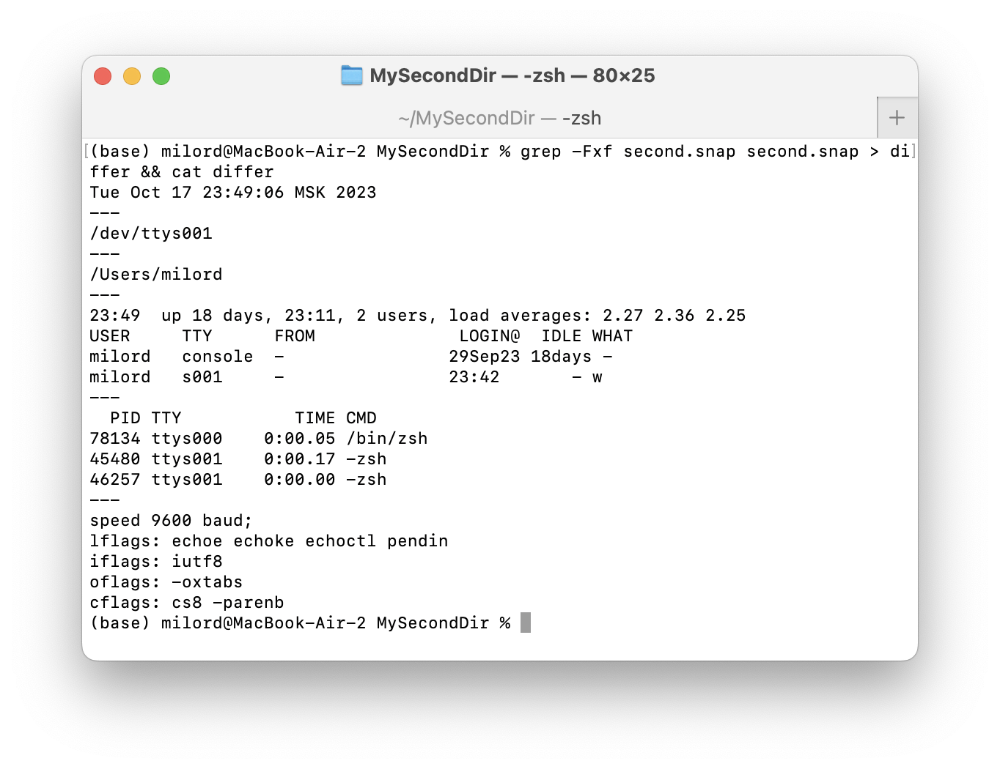 MySecondDir — -zsh — 80×25
~/MySecondDir — -zsh
+
[(base) milord@MacBook-Air-2 MySecondDir % grep -Fxf second.snap second.snap > di]
ffer && cat differ
Tue Oct 17 23:49:06 MSK 2023
---
/dev/ttys001
---
/Users/milord
---
23:49  up 18 days, 23:11, 2 users, load averages: 2.27 2.36 2.25
USER     TTY      FROM              LOGIN@  IDLE WHAT
milord   console  -                29Sep23 18days -
milord   s001     -                23:42       - w
---
  PID TTY           TIME CMD
78134 ttys000    0:00.05 /bin/zsh
45480 ttys001    0:00.17 -zsh
46257 ttys001    0:00.00 -zsh
---
speed 9600 baud;
lflags: echoe echoke echoctl pendin
iflags: iutf8
oflags: -oxtabs
cflags: cs8 -parenb
(base) milord@MacBook-Air-2 MySecondDir %